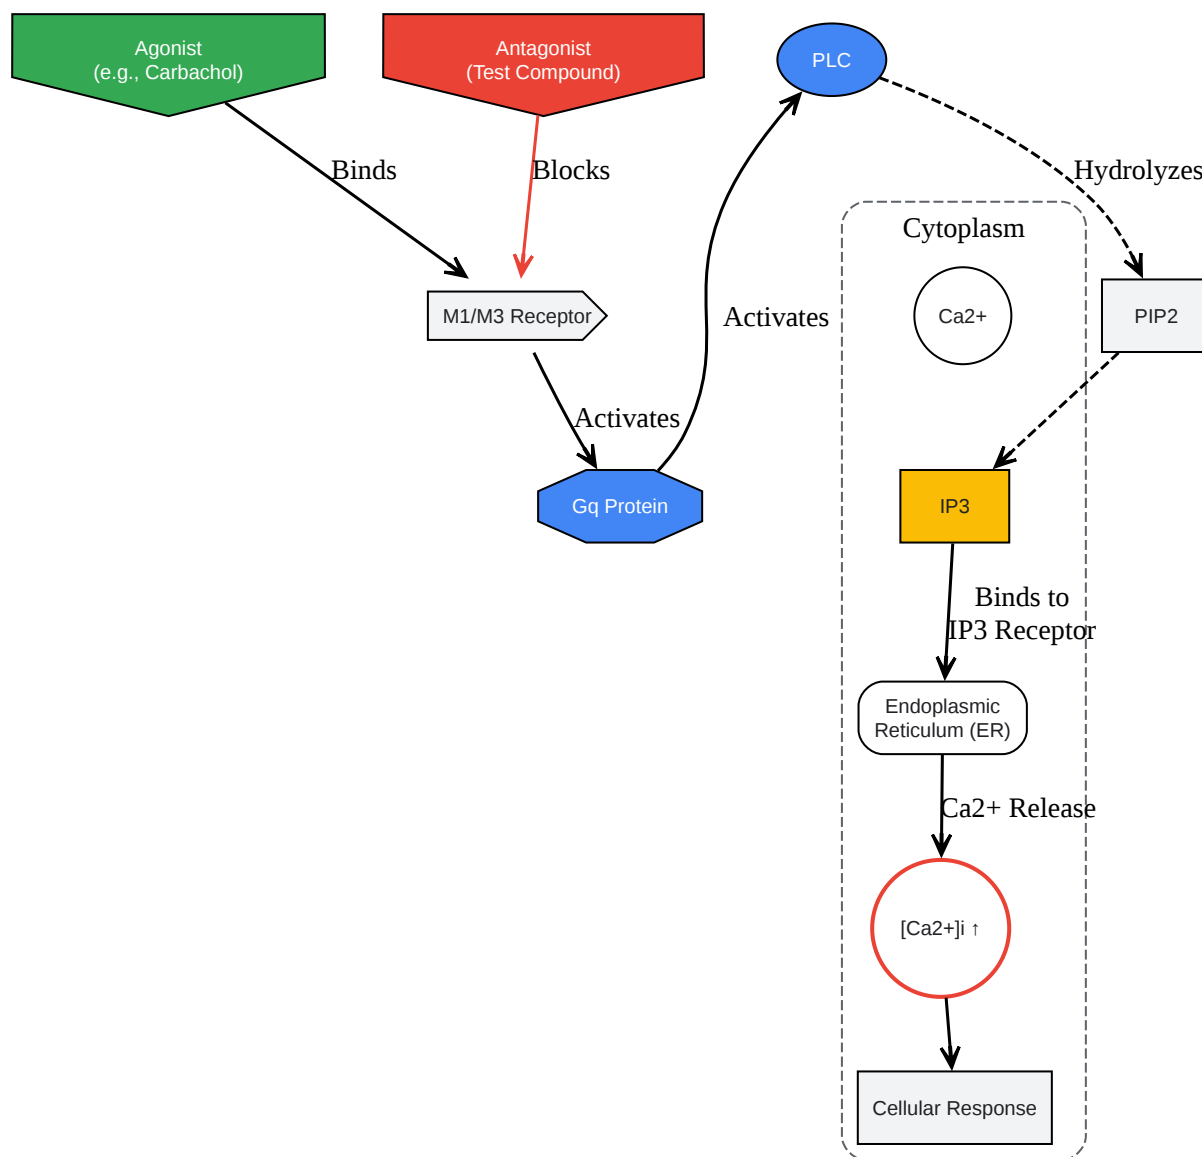 Agonist
(e.g., Carbachol)
Antagonist
(Test Compound)
PLC
Binds
Blocks
Hydrolyzes
Cytoplasm
M1/M3 Receptor
Activates
Ca2+
PIP2
Activates
Gq Protein
IP3
Binds to
IP3 Receptor
Endoplasmic
Reticulum (ER)
Ca2+ Release
[Ca2+]i ↑
Cellular Response